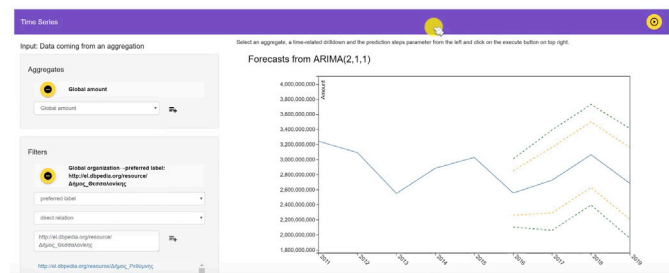 Time Series
Input: Data coming from an aggregation
Aggregates
Global amount
Global amount
Filters
Global organization→preferred label:
http://el.dbpedia.org/resource/
Δήμος_Θεσσαλονίκης
preferred label
direct relation
http://el.dbpedia.org/resource/
Δήμος_Θεσσαλονίκης
http://el.dbpedia.org/resource/Δήμος_Ρεθύμνης
Select an aggregate, a time-related drilldown and the prediction steps parameter from the left and click on the execute button on top right.
Forecasts from ARIMA(2,1,1)
Amount
4,000,000,000
3,800,000,000
3,600,000,000
3,400,000,000
3,200,000,000
3,000,000,000
2,800,000,000
2,600,000,000
2,400,000,000
2,200,000,000
2,000,000,000
1,800,000,000
2011
2012
2013
2014
2015
2016
2017
2018
2019